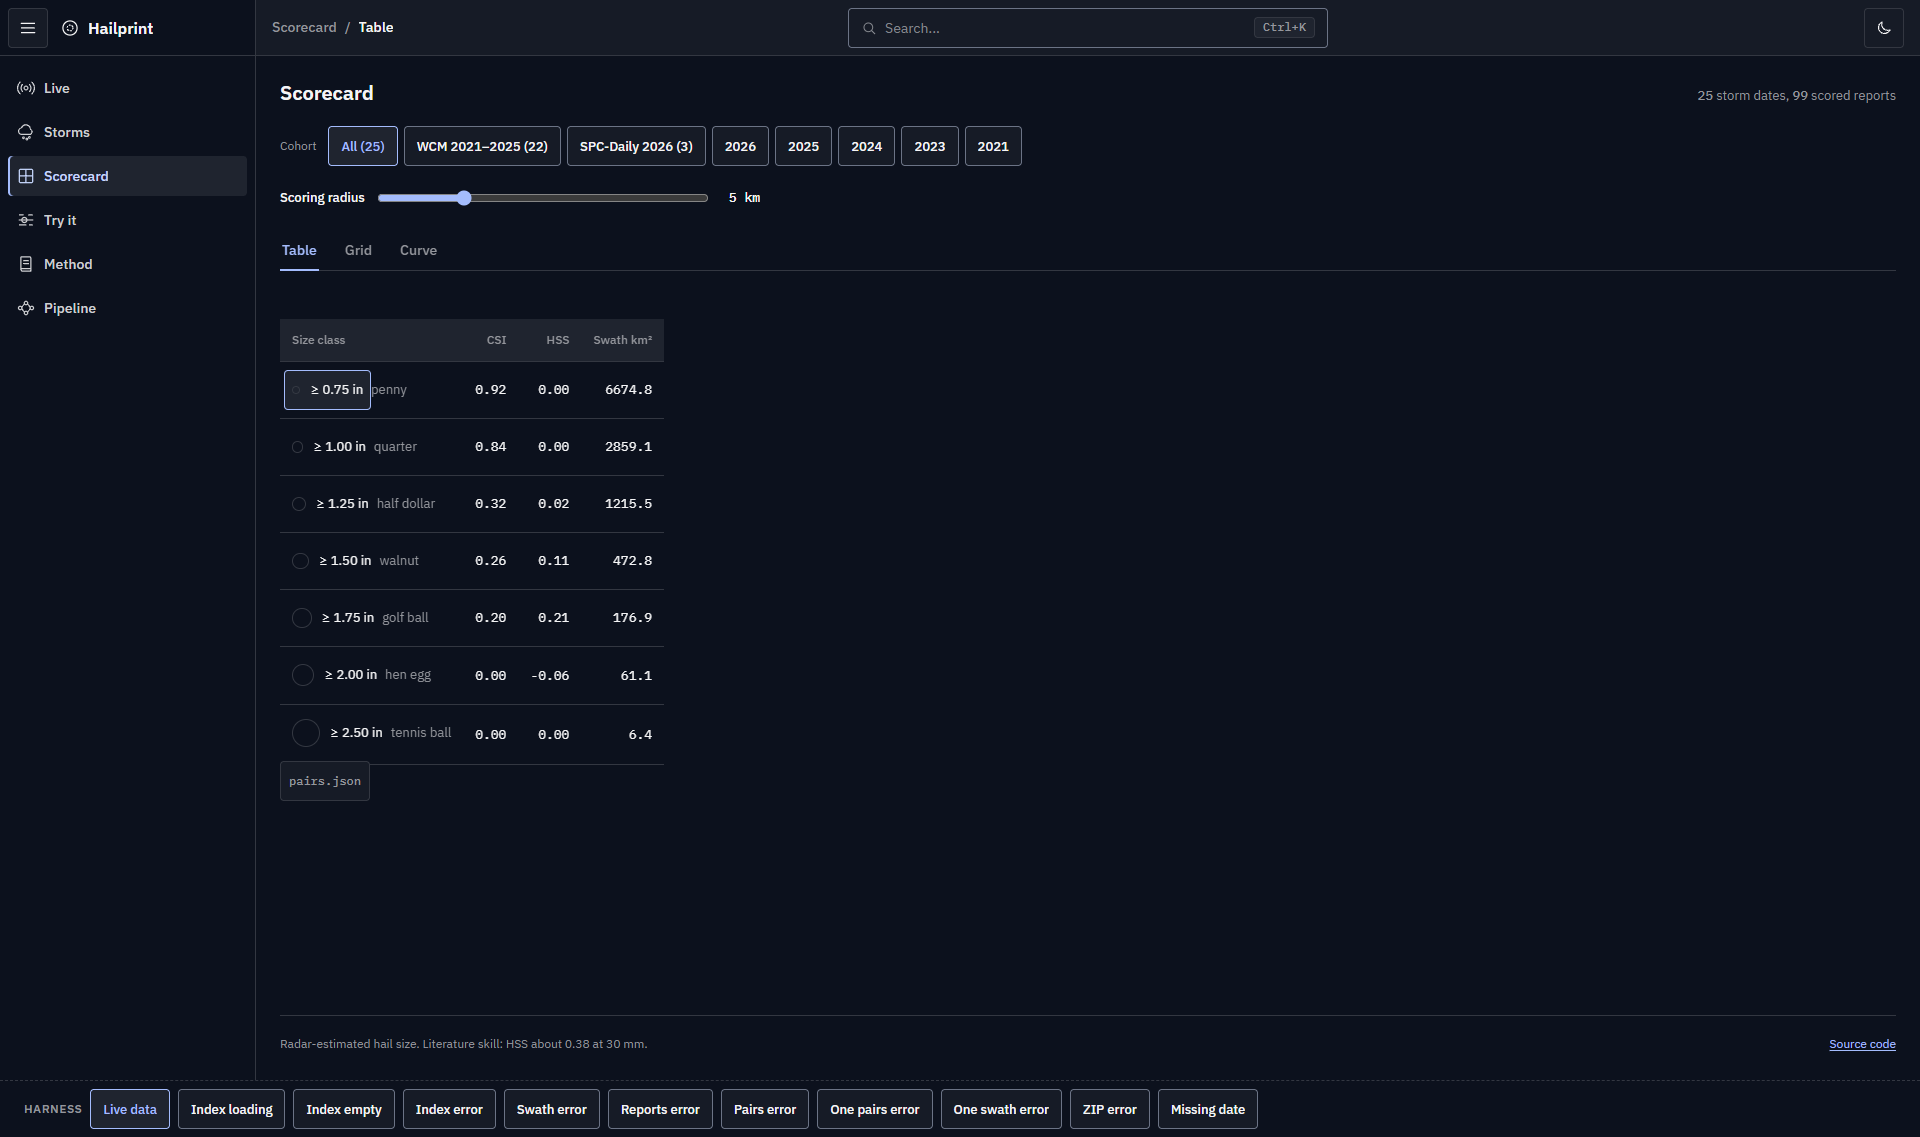 Hailprint
Scorecard / Table
Search...
Ctrl+K
Live
Storms
Scorecard
Try it
Method
Pipeline
Scorecard
25 storm dates, 99 scored reports
Cohort All (25) WCM 2021–2025 (22) SPC-Daily 2026 (3) 2026 2025 2024 2023 2021
Scoring radius 5 km
Table Grid Curve
Size class CSI HSS Swath km²
≥ 0.75 in penny 0.92 0.00 6674.8
≥ 1.00 in quarter 0.84 0.00 2859.1
≥ 1.25 in half dollar 0.32 0.02 1215.5
≥ 1.50 in walnut 0.26 0.11 472.8
≥ 1.75 in golf ball 0.20 0.21 176.9
≥ 2.00 in hen egg 0.00 -0.06 61.1
≥ 2.50 in tennis ball 0.00 0.00 6.4
pairs.json
Radar-estimated hail size. Literature skill: HSS about 0.38 at 30 mm.
Source code
HARNESS Live data Index loading Index empty Index error Swath error Reports error Pairs error One pairs error One swath error ZIP error Missing date